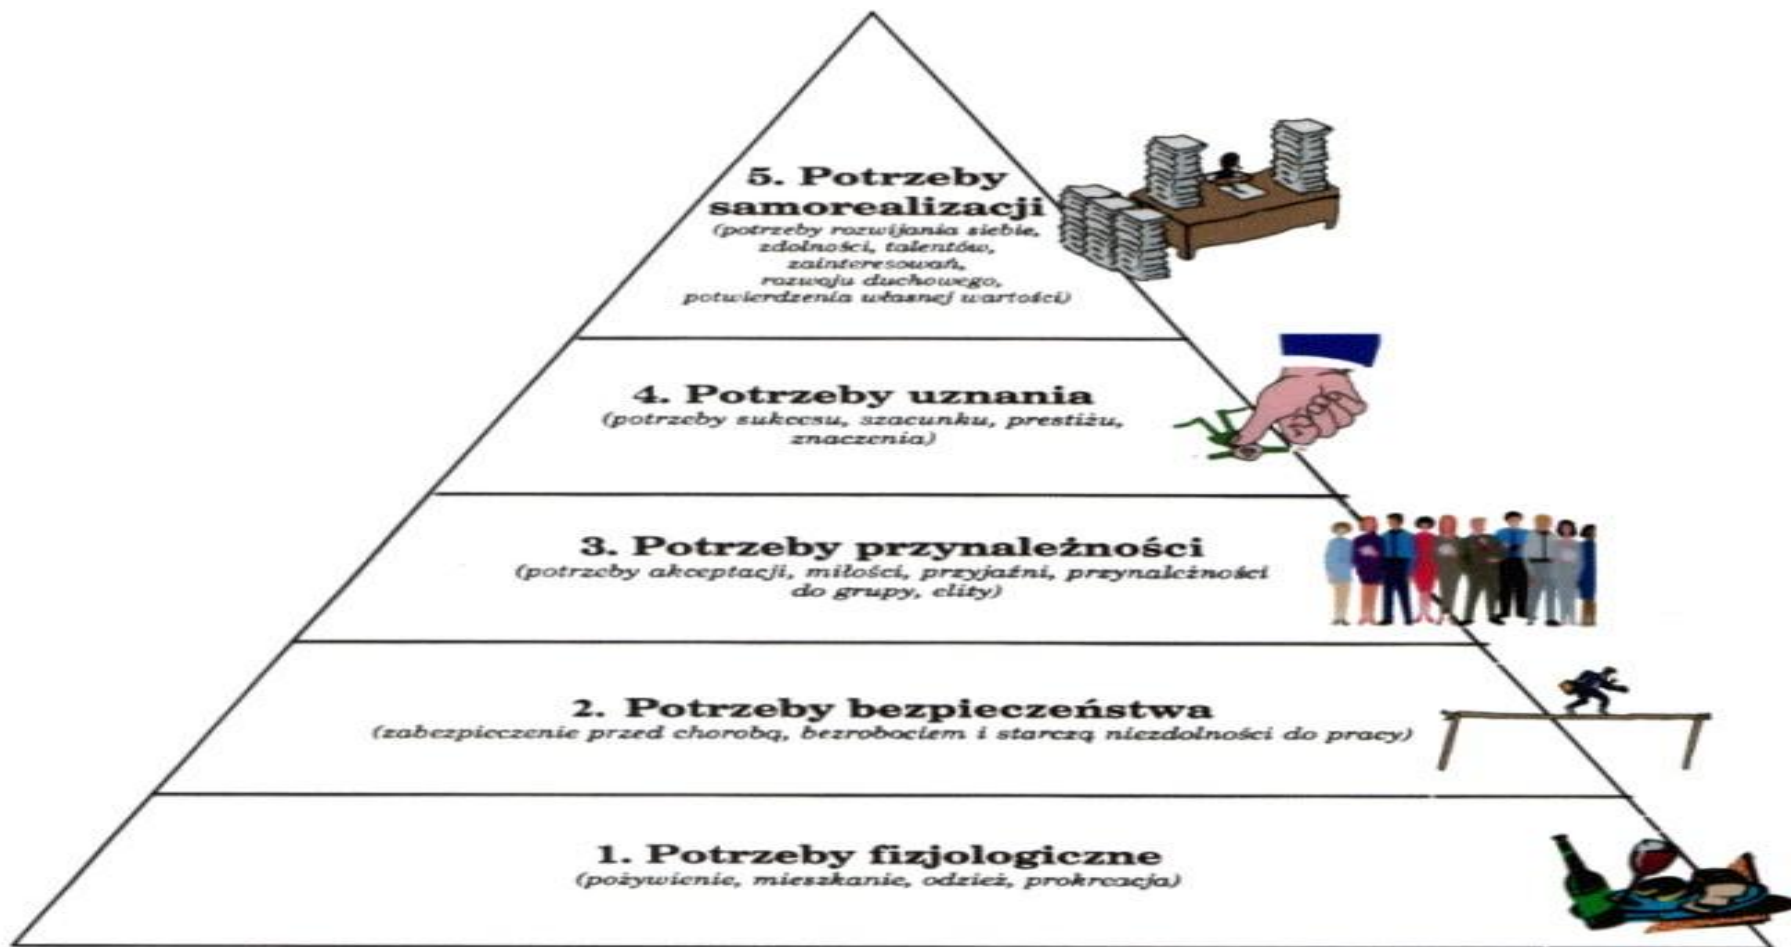 5. Potrzeby
samorealizacji
(potrzeby rozwijania siebie,
zdolności, talentów,
zainteresowań,
rozwoju duchowego,
potwierdzenia własnej wartości)
4. Potrzeby uznania
(potrzeby sukcesu, szacunku, prestiżu,
znaczenia)
3. Potrzeby przynależności
(potrzeby akceptacji, miłości, przyjaźni, przynależności
do grupy, elity)
2. Potrzeby bezpieczeństwa
(zabezpieczenie przed chorobą, bezrobociem i starczą niezdolności do pracy)
1. Potrzeby fizjologiczne
(pożywienie, mieszkanie, odzież, prokreacja)